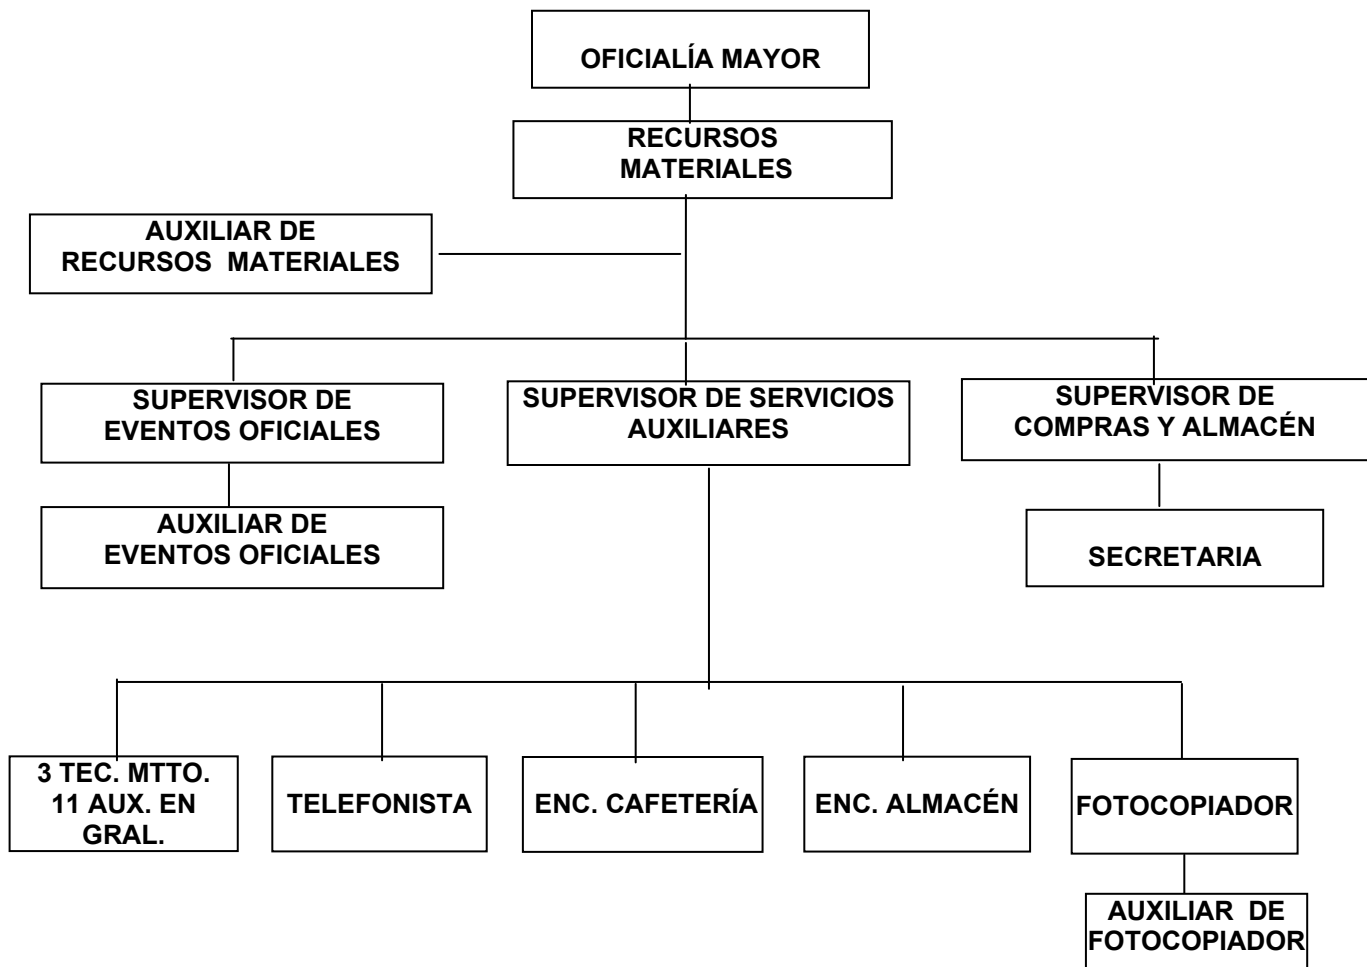 OFICIALÍA MAYOR
RECURSOS
MATERIALES
AUXILIAR DE
RECURSOS MATERIALES
SUPERVISOR DE
EVENTOS OFICIALES
SUPERVISOR DE SERVICIOS
AUXILIARES
SUPERVISOR DE
COMPRAS Y ALMACÉN
AUXILIAR DE
EVENTOS OFICIALES
SECRETARIA
3 TEC. MTTO.
11 AUX. EN
GRAL.
TELEFONISTA
ENC. CAFETERÍA
ENC. ALMACÉN
FOTOCOPIADOR
AUXILIAR DE
FOTOCOPIADOR